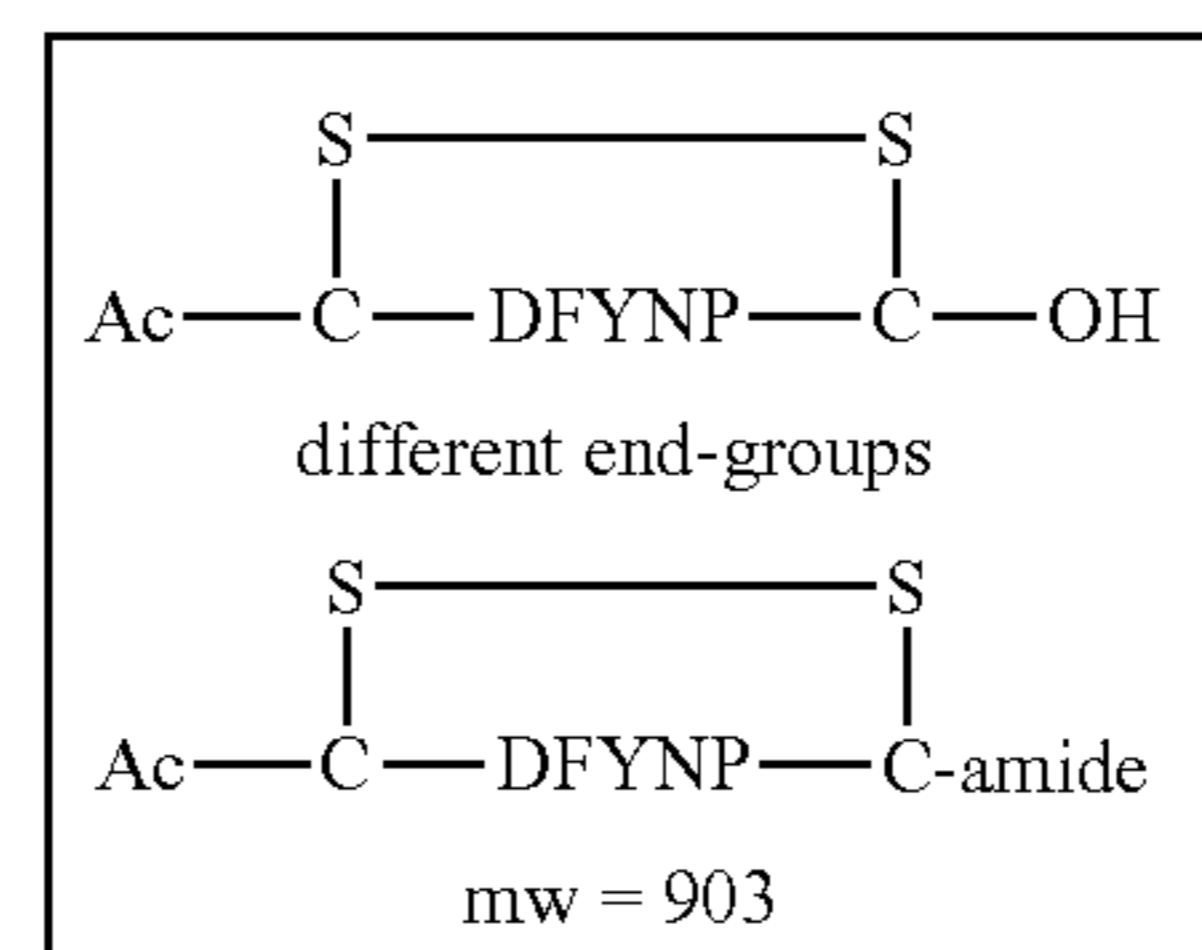 S S
Ac C DFYNP C OH
different end-groups
S S
Ac C DFYNP C-amide
mw = 903